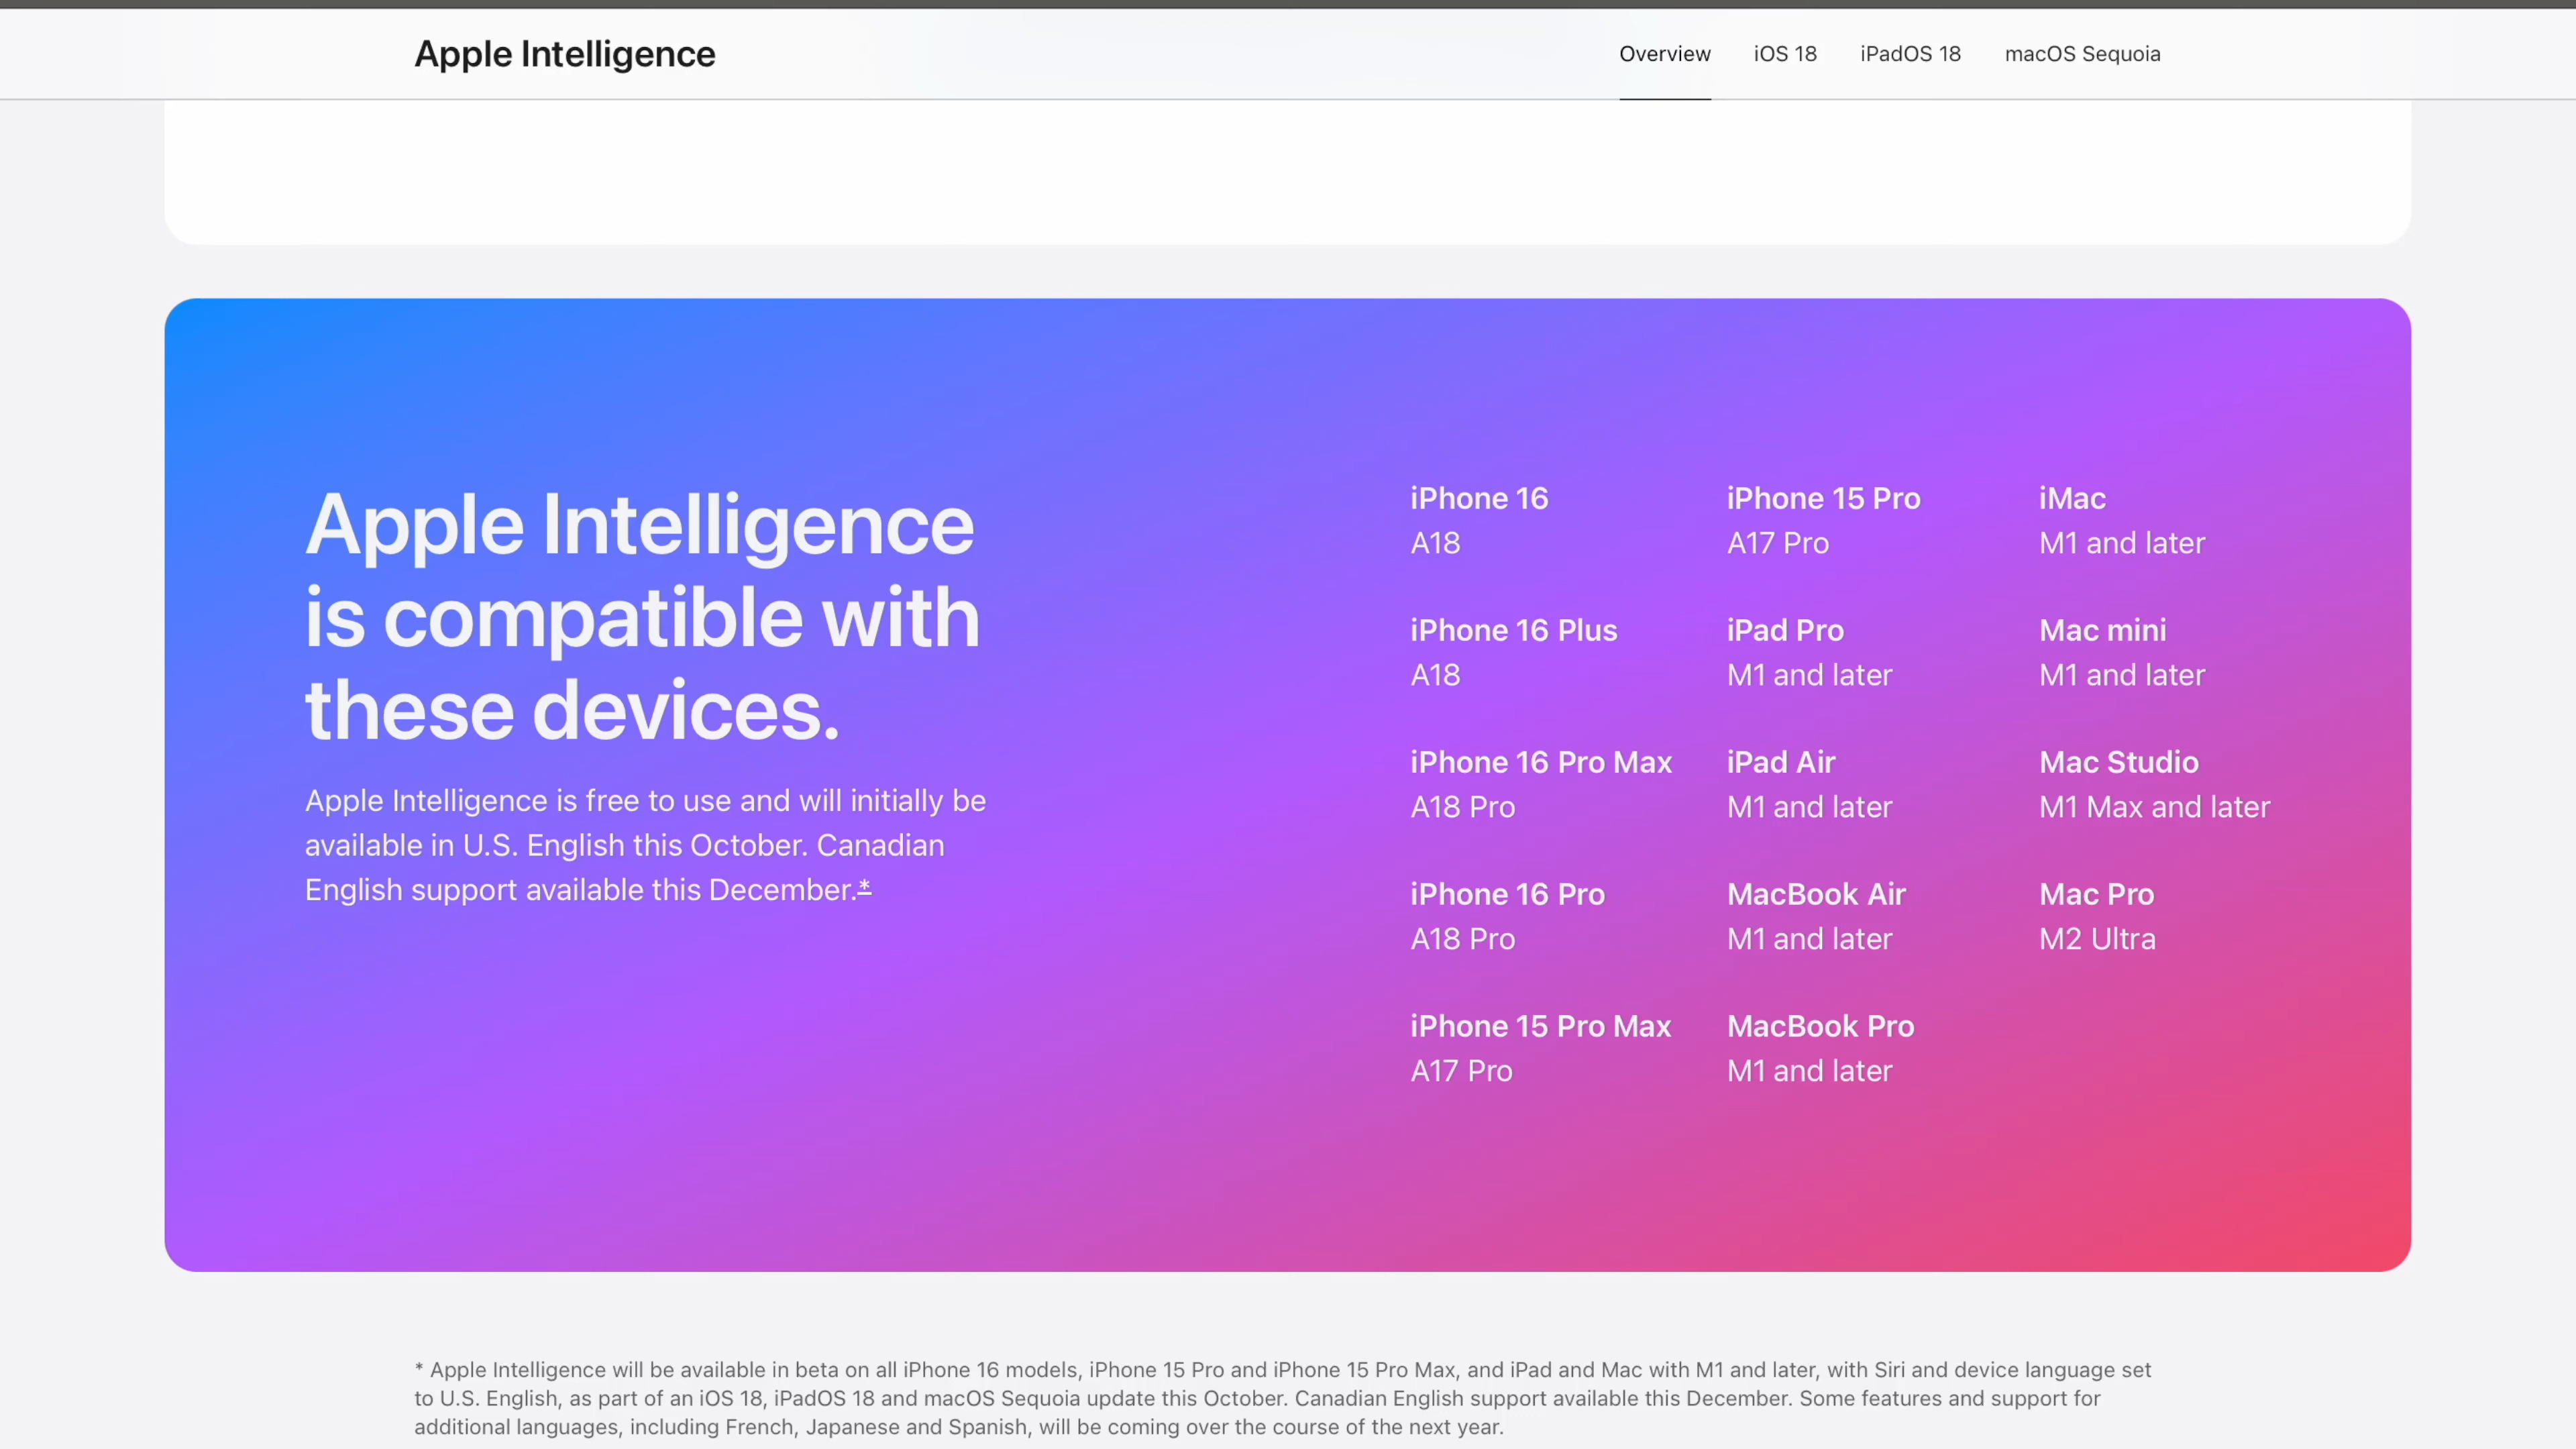 Apple Intelligence
Overview
iOS 18
iPadOS 18
macOS Sequoia
Apple Intelligence
is compatible with
these devices.
Apple Intelligence is free to use and will initially be
available in U.S. English this October. Canadian
English support available this December.*
iPhone 16
A18
iPhone 16 Plus
A18
iPhone 16 Pro Max
A18 Pro
iPhone 16 Pro
A18 Pro
iPhone 15 Pro Max
A17 Pro
iPhone 15 Pro
A17 Pro
iPad Pro
M1 and later
iPad Air
M1 and later
MacBook Air
M1 and later
MacBook Pro
M1 and later
iMac
M1 and later
Mac mini
M1 and later
Mac Studio
M1 Max and later
Mac Pro
M2 Ultra
* Apple Intelligence will be available in beta on all iPhone 16 models, iPhone 15 Pro and iPhone 15 Pro Max, and iPad and Mac with M1 and later, with Siri and device language set
to U.S. English, as part of an iOS 18, iPadOS 18 and macOS Sequoia update this October. Canadian English support available this December. Some features and support for
additional languages, including French, Japanese and Spanish, will be coming over the course of the next year.